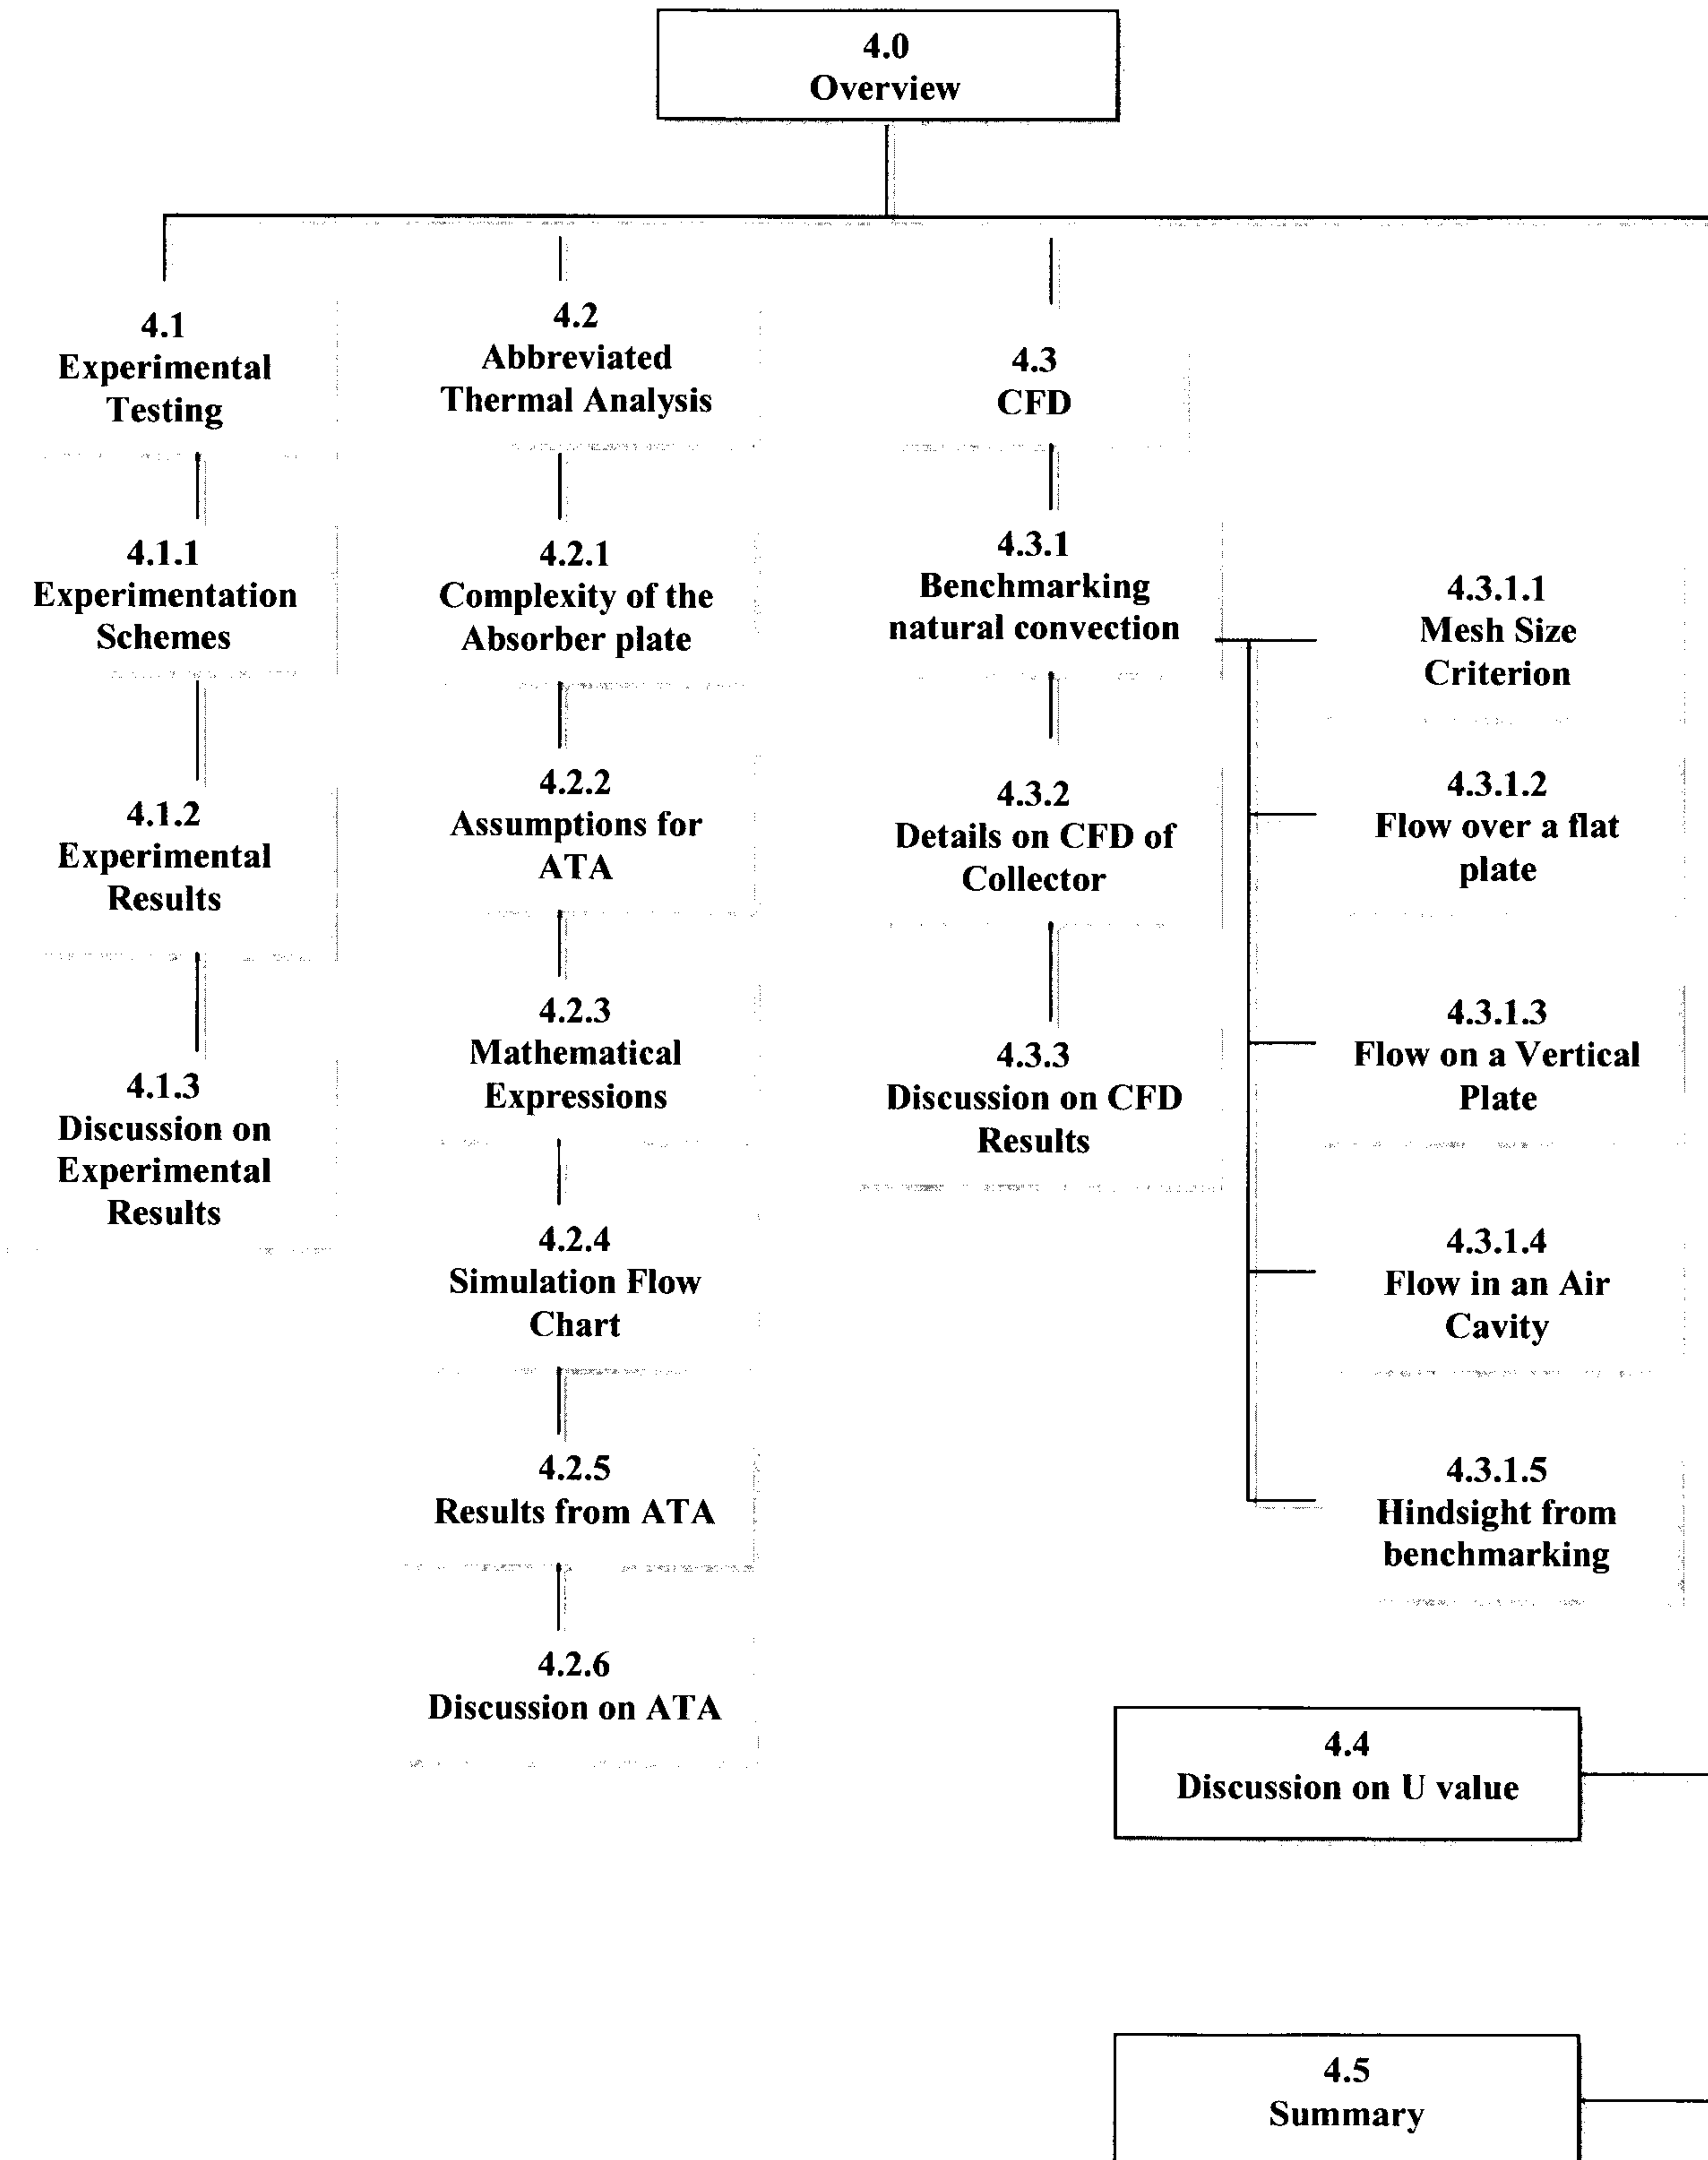 4.0
Overview
4.1
Experimental
Testing
4.1.1
Experimentation
Schemes
4.1.2
Experimental
Results
4.1.3
Discussion on
Experimental
Results
4.2
Abbreviated
Thermal Analysis
4.2.1
Complexity of the
Absorber plate
4.2.2
Assumptions for
ATA
4.2.3
Mathematical
Expressions
4.2.4
Simulation Flow
Chart
4.2.5
Results from ATA
4.2.6
Discussion on ATA
4.3
CFD
4.3.1
Benchmarking
natural convection
4.3.2
Details on CFD of
Collector
4.3.3
Discussion on CFD
Results
4.3.1.1
Mesh Size
Criterion
4.3.1.2
Flow over a flat
plate
4.3.1.3
Flow on a Vertical
Plate
4.3.1.4
Flow in an Air
Cavity
4.3.1.5
Hindsight from
benchmarking
4.4
Discussion on U value
4.5
Summary